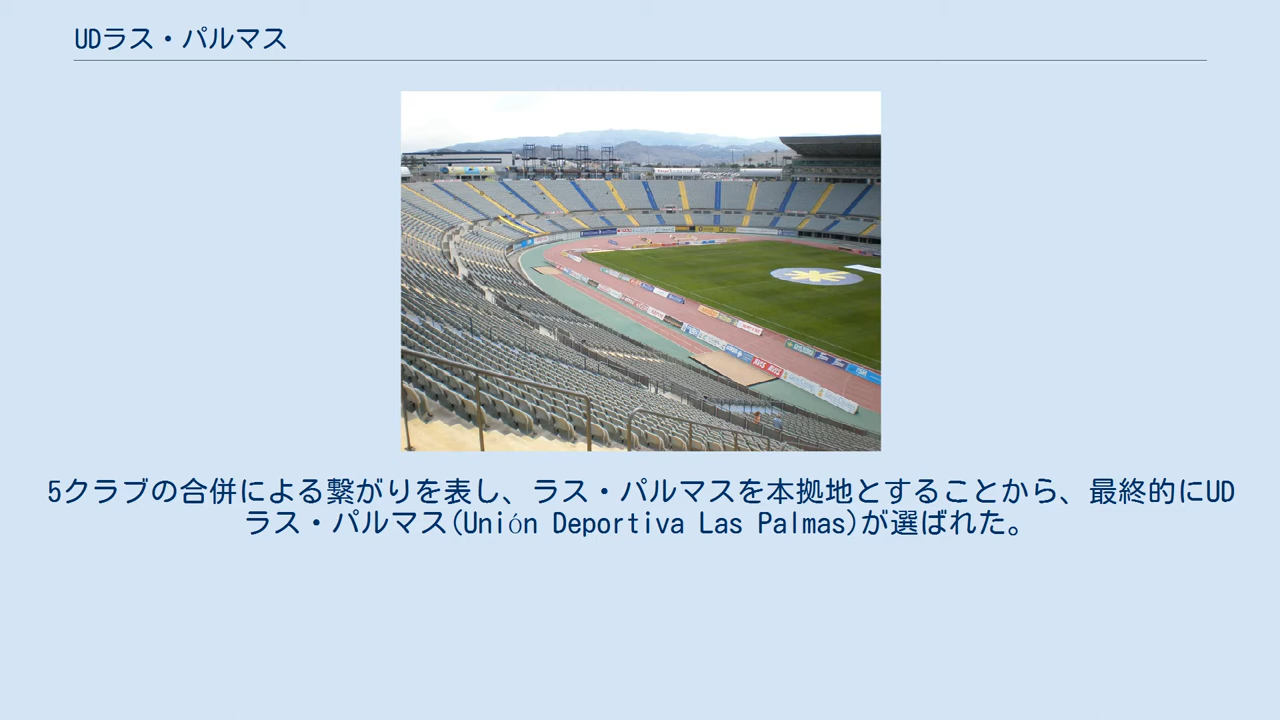 UDラス・パルマス
5クラブの合併による繋がりを表し、ラス・パルマスを本拠地とすることから、最終的にUD
ラス・パルマス(Unión Deportiva Las Palmas)が選ばれた。